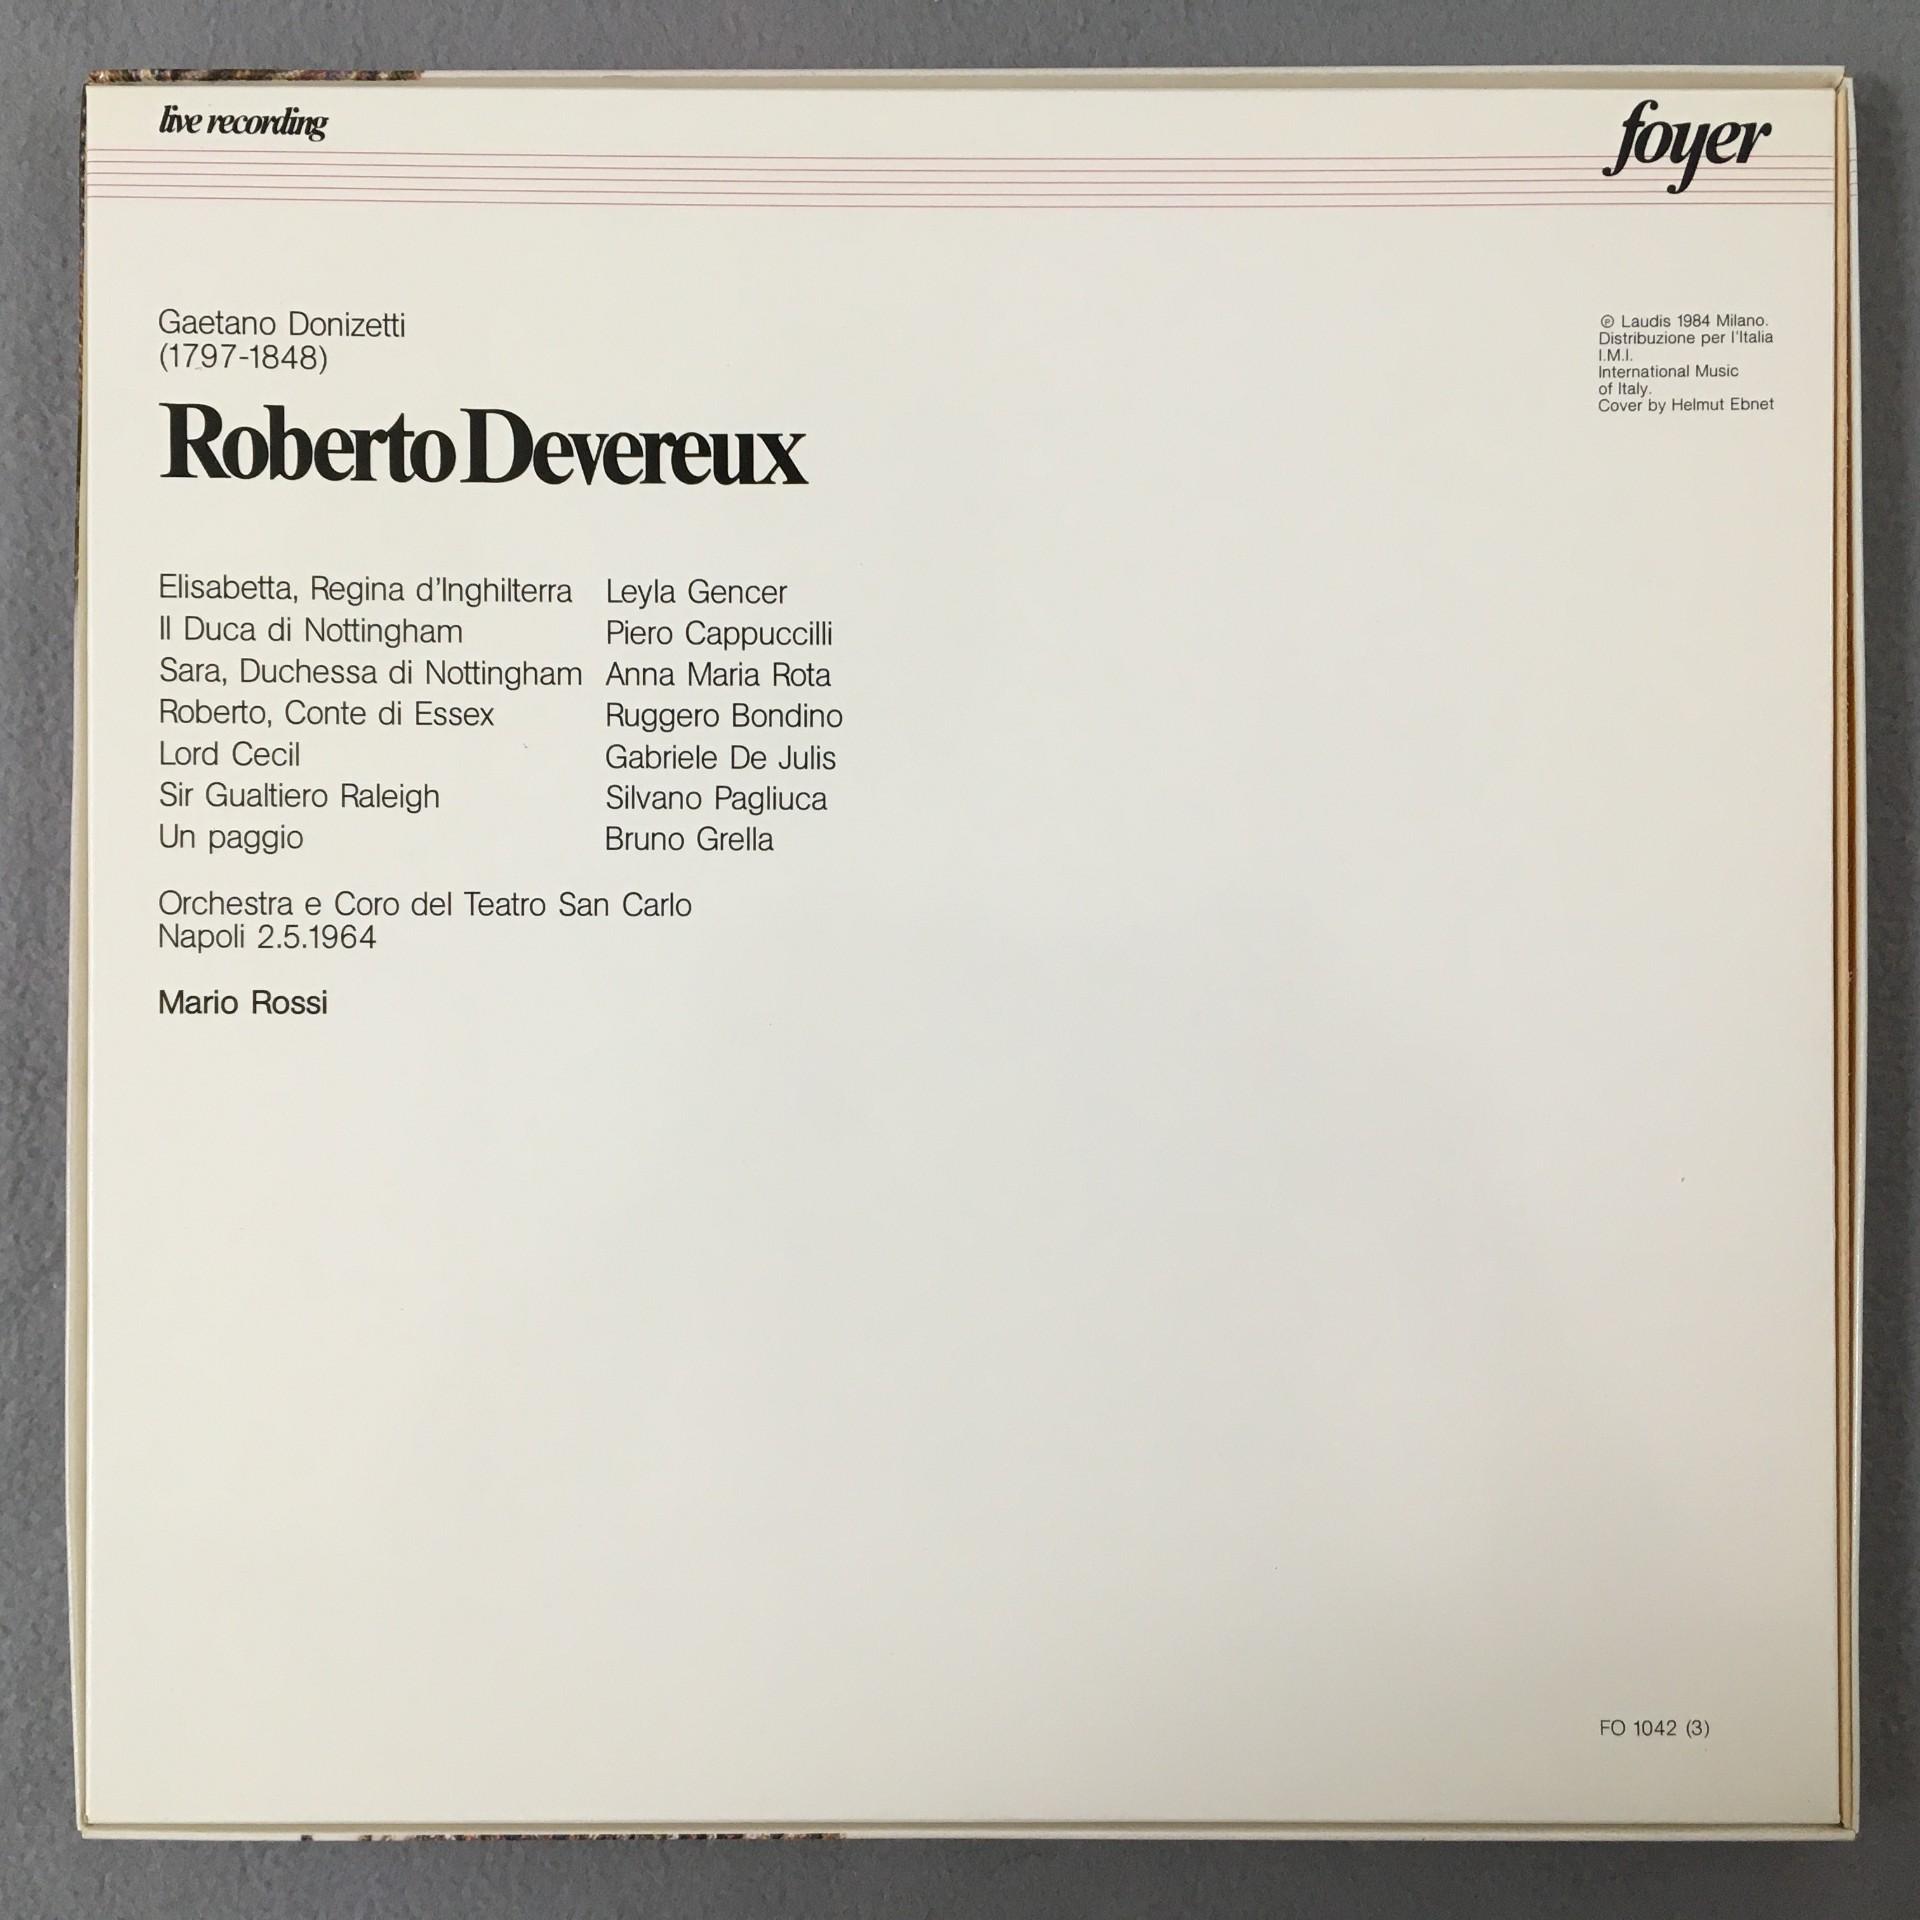 live recording
foyer
Gaetano Donizetti
(1797-1848)
Roberto Devereux
℗ Laudis 1984 Milano.
Distribuzione per l'Italia
I.M.I.
International Music
of Italy.
Cover by Helmut Ebnet
Elisabetta, Regina d'Inghilterra Leyla Gencer
Il Duca di Nottingham Piero Cappuccilli
Sara, Duchessa di Nottingham Anna Maria Rota
Roberto, Conte di Essex Ruggero Bondino
Lord Cecil Gabriele De Julis
Sir Gualtiero Raleigh Silvano Pagliuca
Un paggio Bruno Grella
Orchestra e Coro del Teatro San Carlo
Napoli 2.5.1964
Mario Rossi
FO 1042 (3)